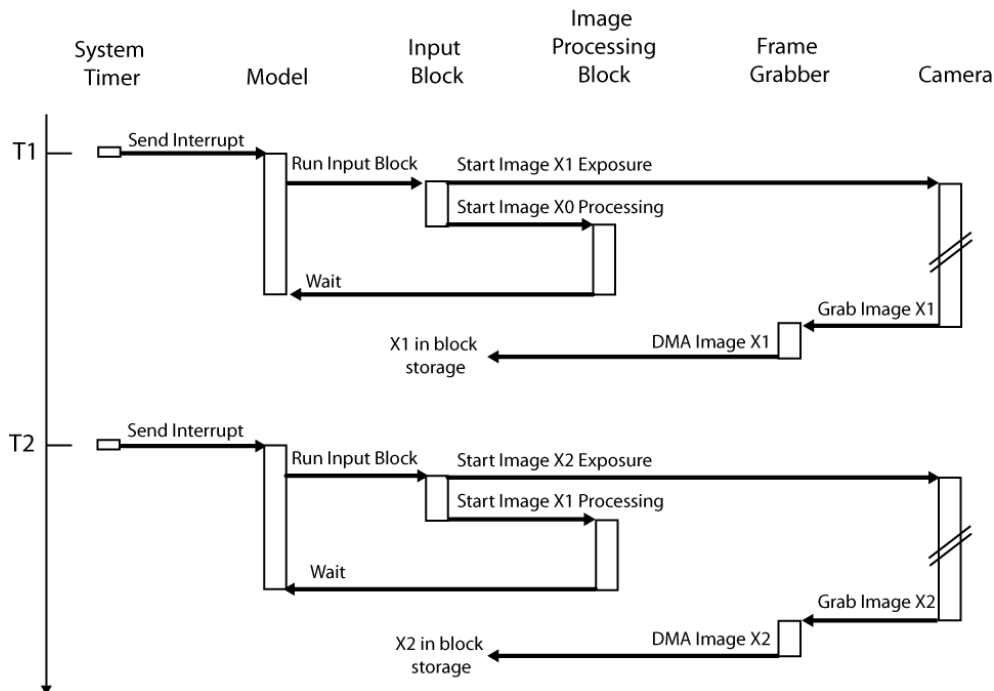 System
Timer
Model
Input
Block
Image
Processing
Block
Frame
Grabber
Camera
T1
Send Interrupt
Run Input Block
Start Image X1 Exposure
Start Image X0 Processing
Wait
Grab Image X1
DMA Image X1
X1 in block
storage
T2
Send Interrupt
Run Input Block
Start Image X2 Exposure
Start Image X1 Processing
Wait
Grab Image X2
DMA Image X2
X2 in block
storage